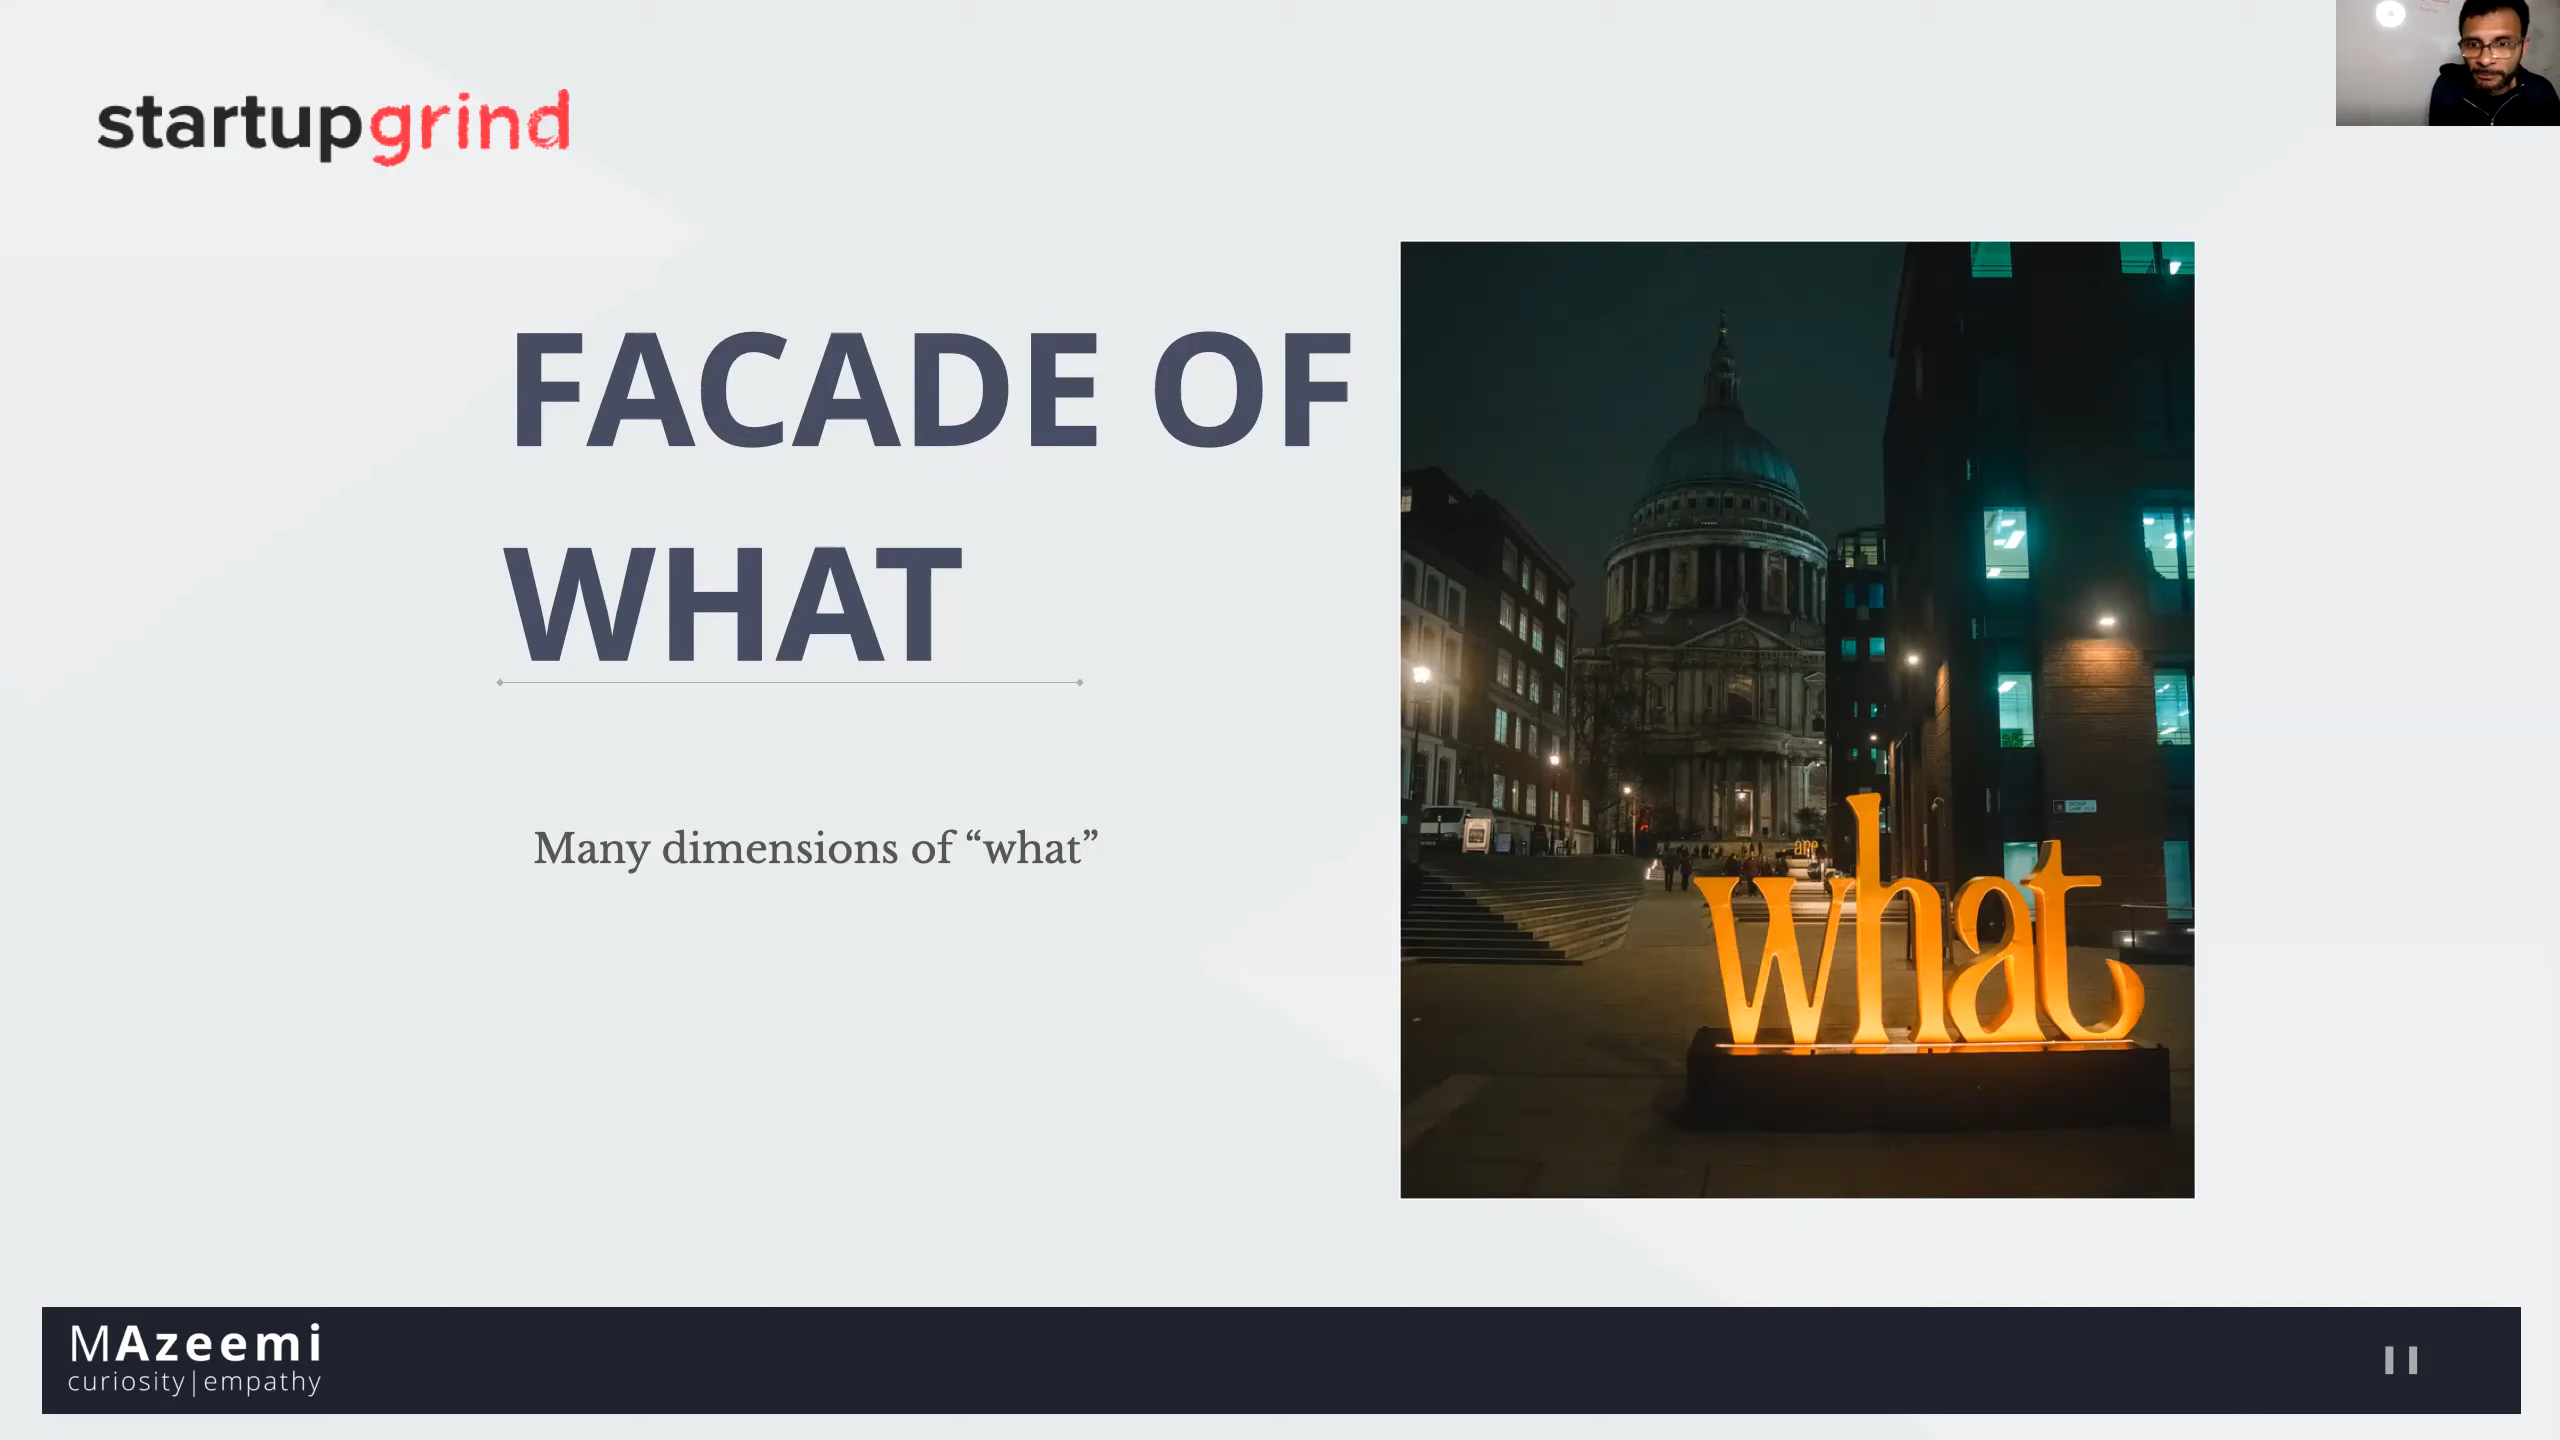 startupgrind
FACADE OF
WHAT
Many dimensions of “what”
are
what
MAzeemi
curiosity|empathy